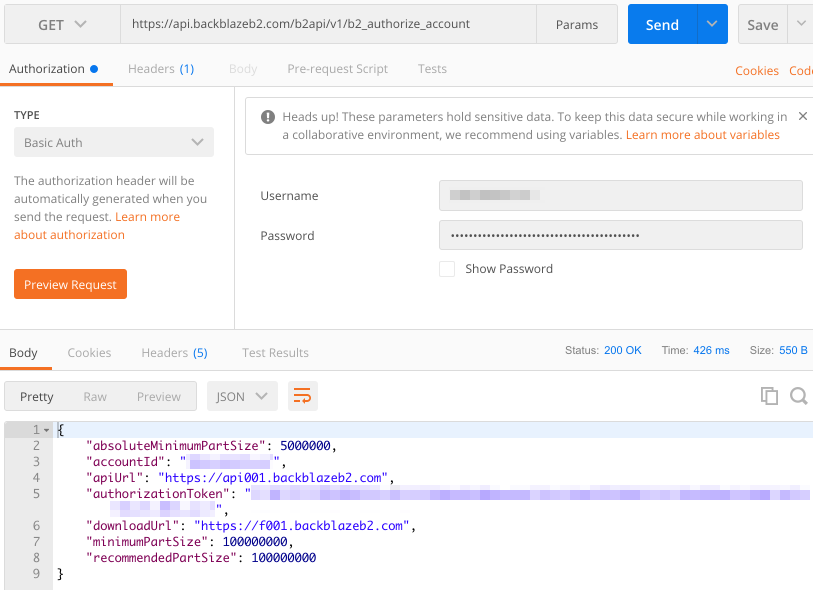 GET https://api.backblazeb2.com/b2api/v1/b2_authorize_account Params Send Save
Authorization Headers (1) Body Pre-request Script Tests Cookies Code
TYPE
Basic Auth
The authorization header will be
automatically generated when you
send the request. Learn more
about authorization
Preview Request
Heads up! These parameters hold sensitive data. To keep this data secure while working in
a collaborative environment, we recommend using variables. Learn more about variables
Username
Password
Show Password
Body Cookies Headers (5) Test Results Status: 200 OK Time: 426 ms Size: 550 B
Pretty Raw Preview JSON
1 {
2 "absoluteMinimumPartSize": 5000000,
3 "accountId": "",
4 "apiUrl": "https://api001.backblazeb2.com",
5 "authorizationToken": "
",
6 "downloadUrl": "https://f001.backblazeb2.com",
7 "minimumPartSize": 100000000,
8 "recommendedPartSize": 100000000
9 }